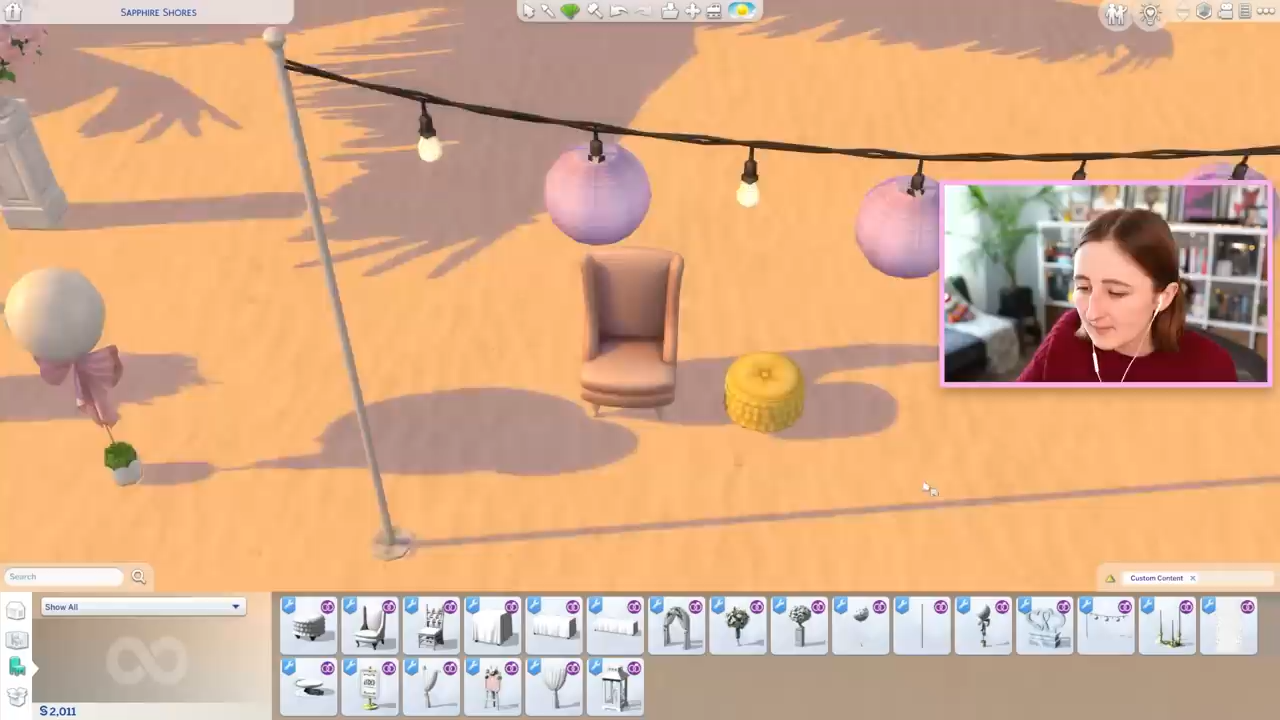 SAPPHIRE SHORES
Search
Custom Content
Show All
$2,011